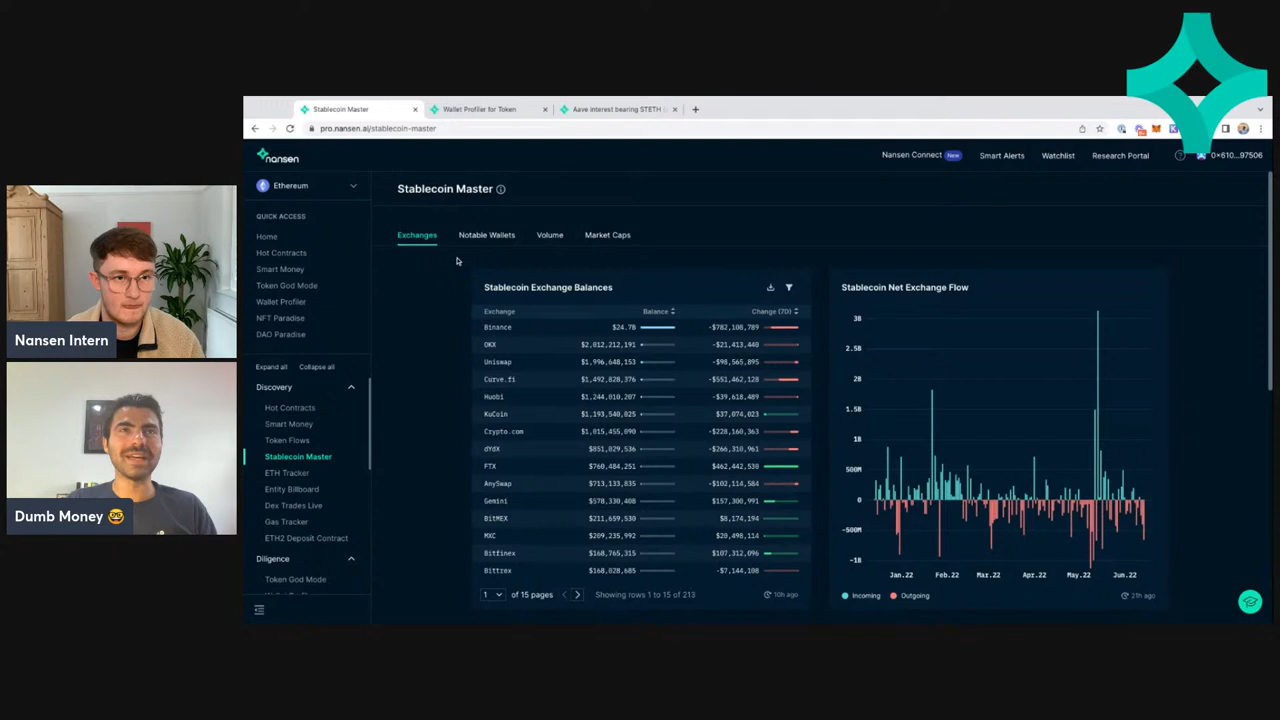 Stablecoin Master
Wallet Profiler for Token
Aave interest bearing STETH
pro.nansen.ai/stablecoin-master
nansen
Nansen Connect New
Smart Alerts
Watchlist
Research Portal
0×610...97506
Ethereum
QUICK ACCESS
Home
Hot Contracts
Smart Money
Token God Mode
Wallet Profiler
NFT Paradise
DAO Paradise
Expand all Collapse all
Discovery
Hot Contracts
Smart Money
Token Flows
Stablecoin Master
ETH Tracker
Entity Billboard
Dex Trades Live
Gas Tracker
ETH2 Deposit Contract
Diligence
Token God Mode
Stablecoin Master
Exchanges Notable Wallets Volume Market Caps
Stablecoin Exchange Balances
Exchange Balance Change (7D)
Binance $24.7B -$782,108,789
OKX $2,012,212,191 -$21,413,440
Uniswap $1,996,648,153 -$98,565,895
Curve.fi $1,492,828,376 -$551,462,128
Huobi $1,244,010,207 -$39,618,489
KuCoin $1,193,540,025 $37,074,023
Crypto.com $1,015,455,090 -$228,160,363
dYdX $851,029,536 -$266,310,961
FTX $760,484,251 $462,442,530
AnySwap $713,133,835 -$102,114,584
Gemini $578,330,408 $157,300,991
BitMEX $211,659,530 $8,174,194
MXC $209,235,992 $20,498,114
Bitfinex $168,765,315 $107,312,096
Bittrex $168,028,685 -$7,144,108
1 of 15 pages Showing rows 1 to 15 of 213 10h ago
Stablecoin Net Exchange Flow
3B
2.5B
2B
1.5B
1B
500M
0
-500M
-1B
Jan.22 Feb.22 Mar.22 Apr.22 May.22 Jun.22
Incoming Outgoing 21h ago
Nansen Intern
Dumb Money 🤓